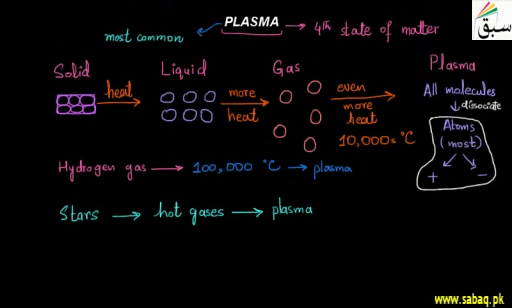 PLASMA → 4th state of matter
most common
سبق
Solid Liquid Gas Plasma
heat → more heat → even more heat →
10,000s °C
All molecules
↓ dissociate
Atoms
(most)
+ −
Hydrogen gas → 100,000 °C → plasma
Stars → hot gases → plasma
www.sabaq.pk